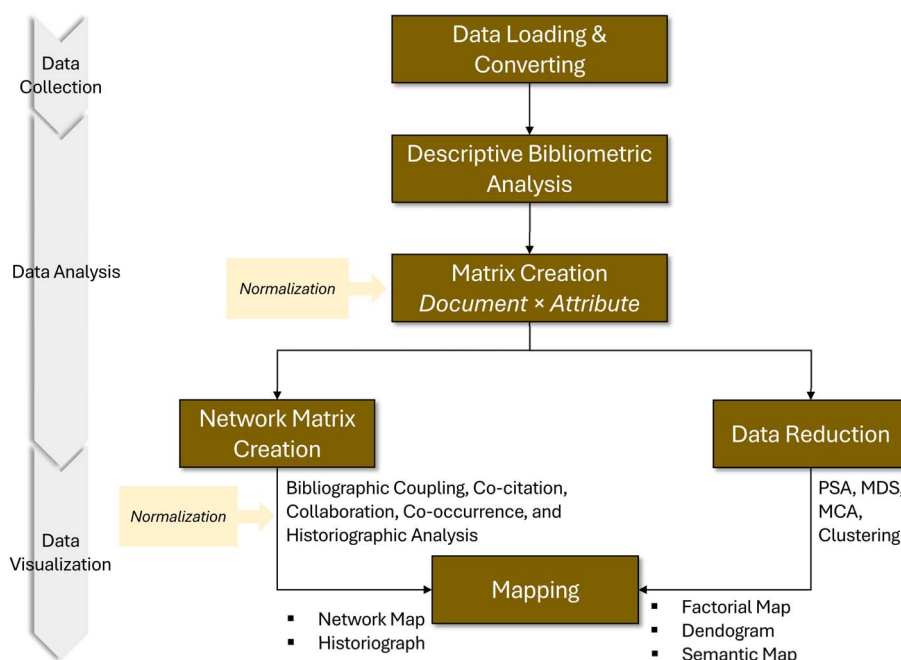 Data Loading &
Converting
Data
Collection
Descriptive Bibliometric
Analysis
Data Analysis
Normalization
Matrix Creation
Document × Attribute
Network Matrix
Creation
Data Reduction
Bibliographic Coupling, Co-citation,
Collaboration, Co-occurrence, and
Historiographic Analysis
PSA, MDS,
MCA,
Clustering
Normalization
Data
Visualization
Mapping
▪ Network Map
▪ Historiograph
▪ Factorial Map
▪ Dendogram
▪ Semantic Map